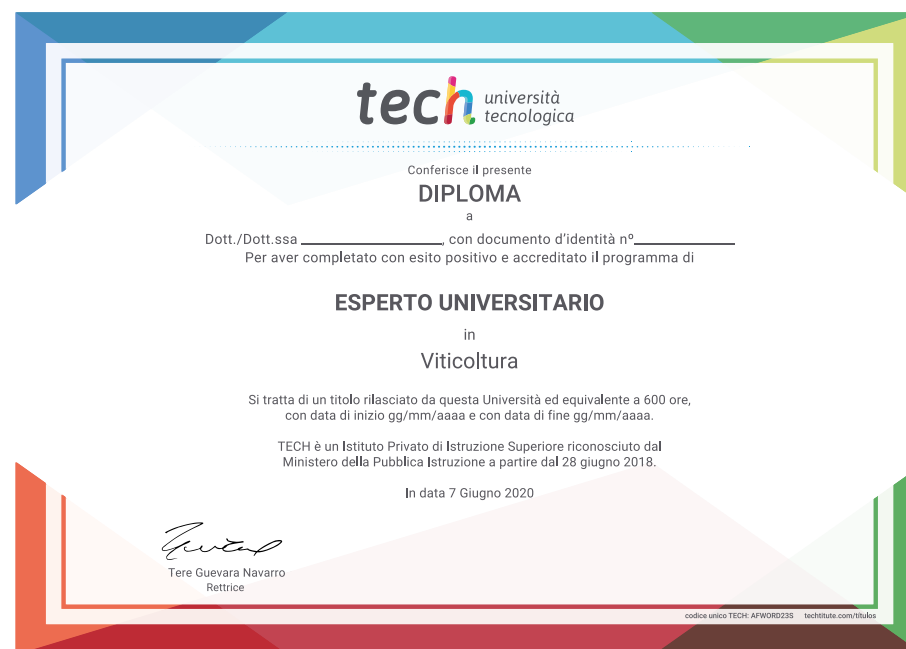 tech università
tecnologica
Conferisce il presente
DIPLOMA
a
Dott./Dott.ssa ____________________, con documento d'identità nº______________
Per aver completato con esito positivo e accreditato il programma di
ESPERTO UNIVERSITARIO
in
Viticoltura
Si tratta di un titolo rilasciato da questa Università ed equivalente a 600 ore,
con data di inizio gg/mm/aaaa e con data di fine gg/mm/aaaa.
TECH è un Istituto Privato di Istruzione Superiore riconosciuto dal
Ministero della Pubblica Istruzione a partire dal 28 giugno 2018.
In data 7 Giugno 2020
Tere Guevara Navarro
Rettrice
codice unico TECH: AFWORD23S techtitute.com/títulos